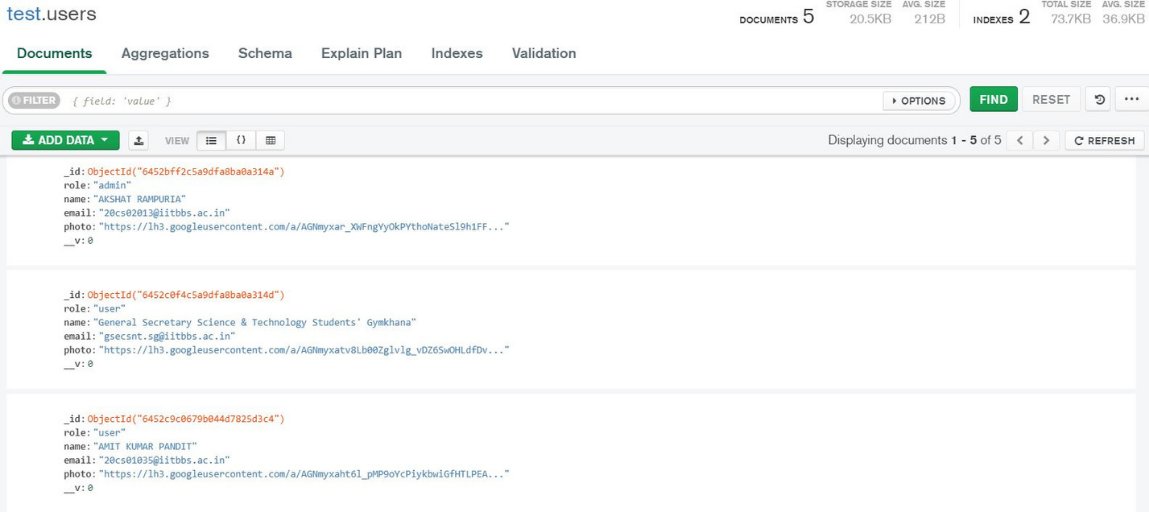 test.users
DOCUMENTS 5 STORAGE SIZE 20.5KB AVG. SIZE 212B INDEXES 2 TOTAL SIZE 73.7KB AVG. SIZE 36.9KB
Documents Aggregations Schema Explain Plan Indexes Validation
FILTER { field: 'value' } OPTIONS FIND RESET ...
ADD DATA VIEW {} Displaying documents 1 - 5 of 5 < > REFRESH
_id: ObjectId("6452bff2c5a9dfa8ba0a314a")
role: "admin"
name: "AKSHAT RAMPURIA"
email: "20cs02013@iitbbs.ac.in"
photo: "https://lh3.googleusercontent.com/a/AGNmyxar_XWFngYyOkPYthoNateSl9h1FF..."
__v: 0
_id: ObjectId("6452c0f4c5a9dfa8ba0a314d")
role: "user"
name: "General Secretary Science & Technology Students' Gymkhana"
email: "gsecsnt.sg@iitbbs.ac.in"
photo: "https://lh3.googleusercontent.com/a/AGNmyxatv8Lb00Zglvlg_vDZ6SwOHLdfDv..."
__v: 0
_id: ObjectId("6452c9c0679b044d7825d3c4")
role: "user"
name: "AMIT KUMAR PANDIT"
email: "20cs01035@iitbbs.ac.in"
photo: "https://lh3.googleusercontent.com/a/AGNmyxaht6l_pMP9oYcPiykbwiGfHTLPEA..."
__v: 0